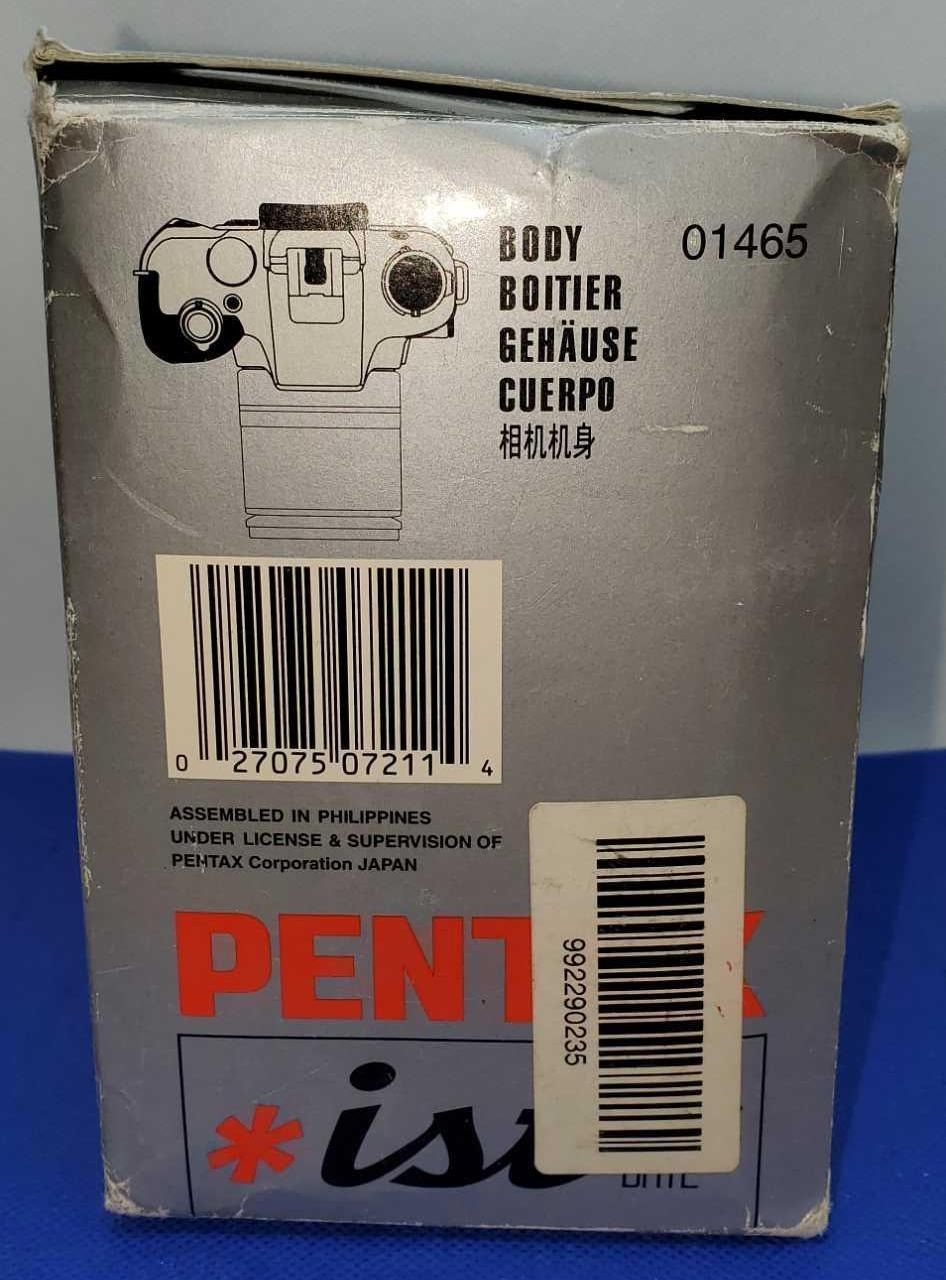 BODY 01465
BOITIER
GEHÄUSE
CUERPO
相机机身
0 27075 07211 4
ASSEMBLED IN PHILIPPINES
UNDER LICENSE & SUPERVISION OF
PENTAX Corporation JAPAN
992290235
*ist